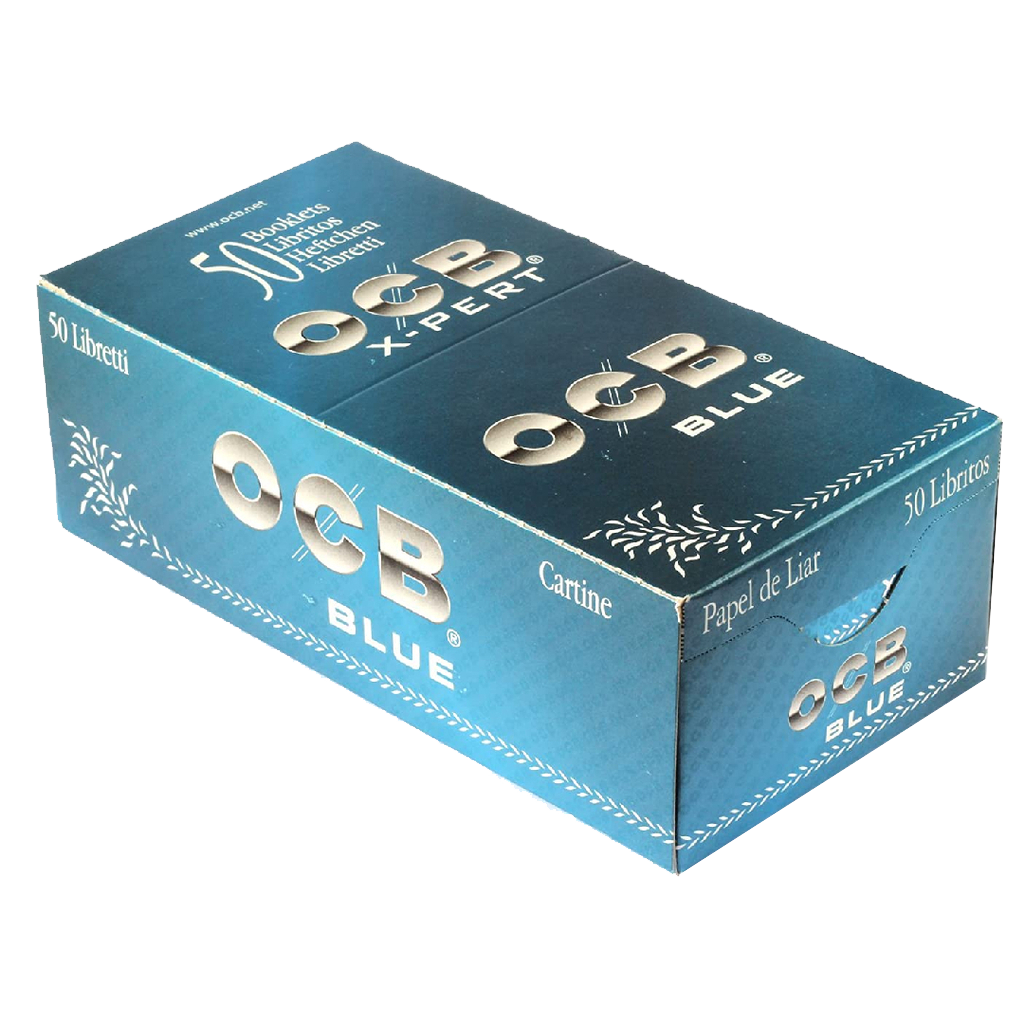 www.ocb.net
50 Booklets
Libritos
Heftchen
Libretti
OCB®
X-PERT
OCB®
BLUE
50 Libretti
OCB
BLUE®
Cartine
Papel de Liar
50 Libritos
OCB®
BLUE